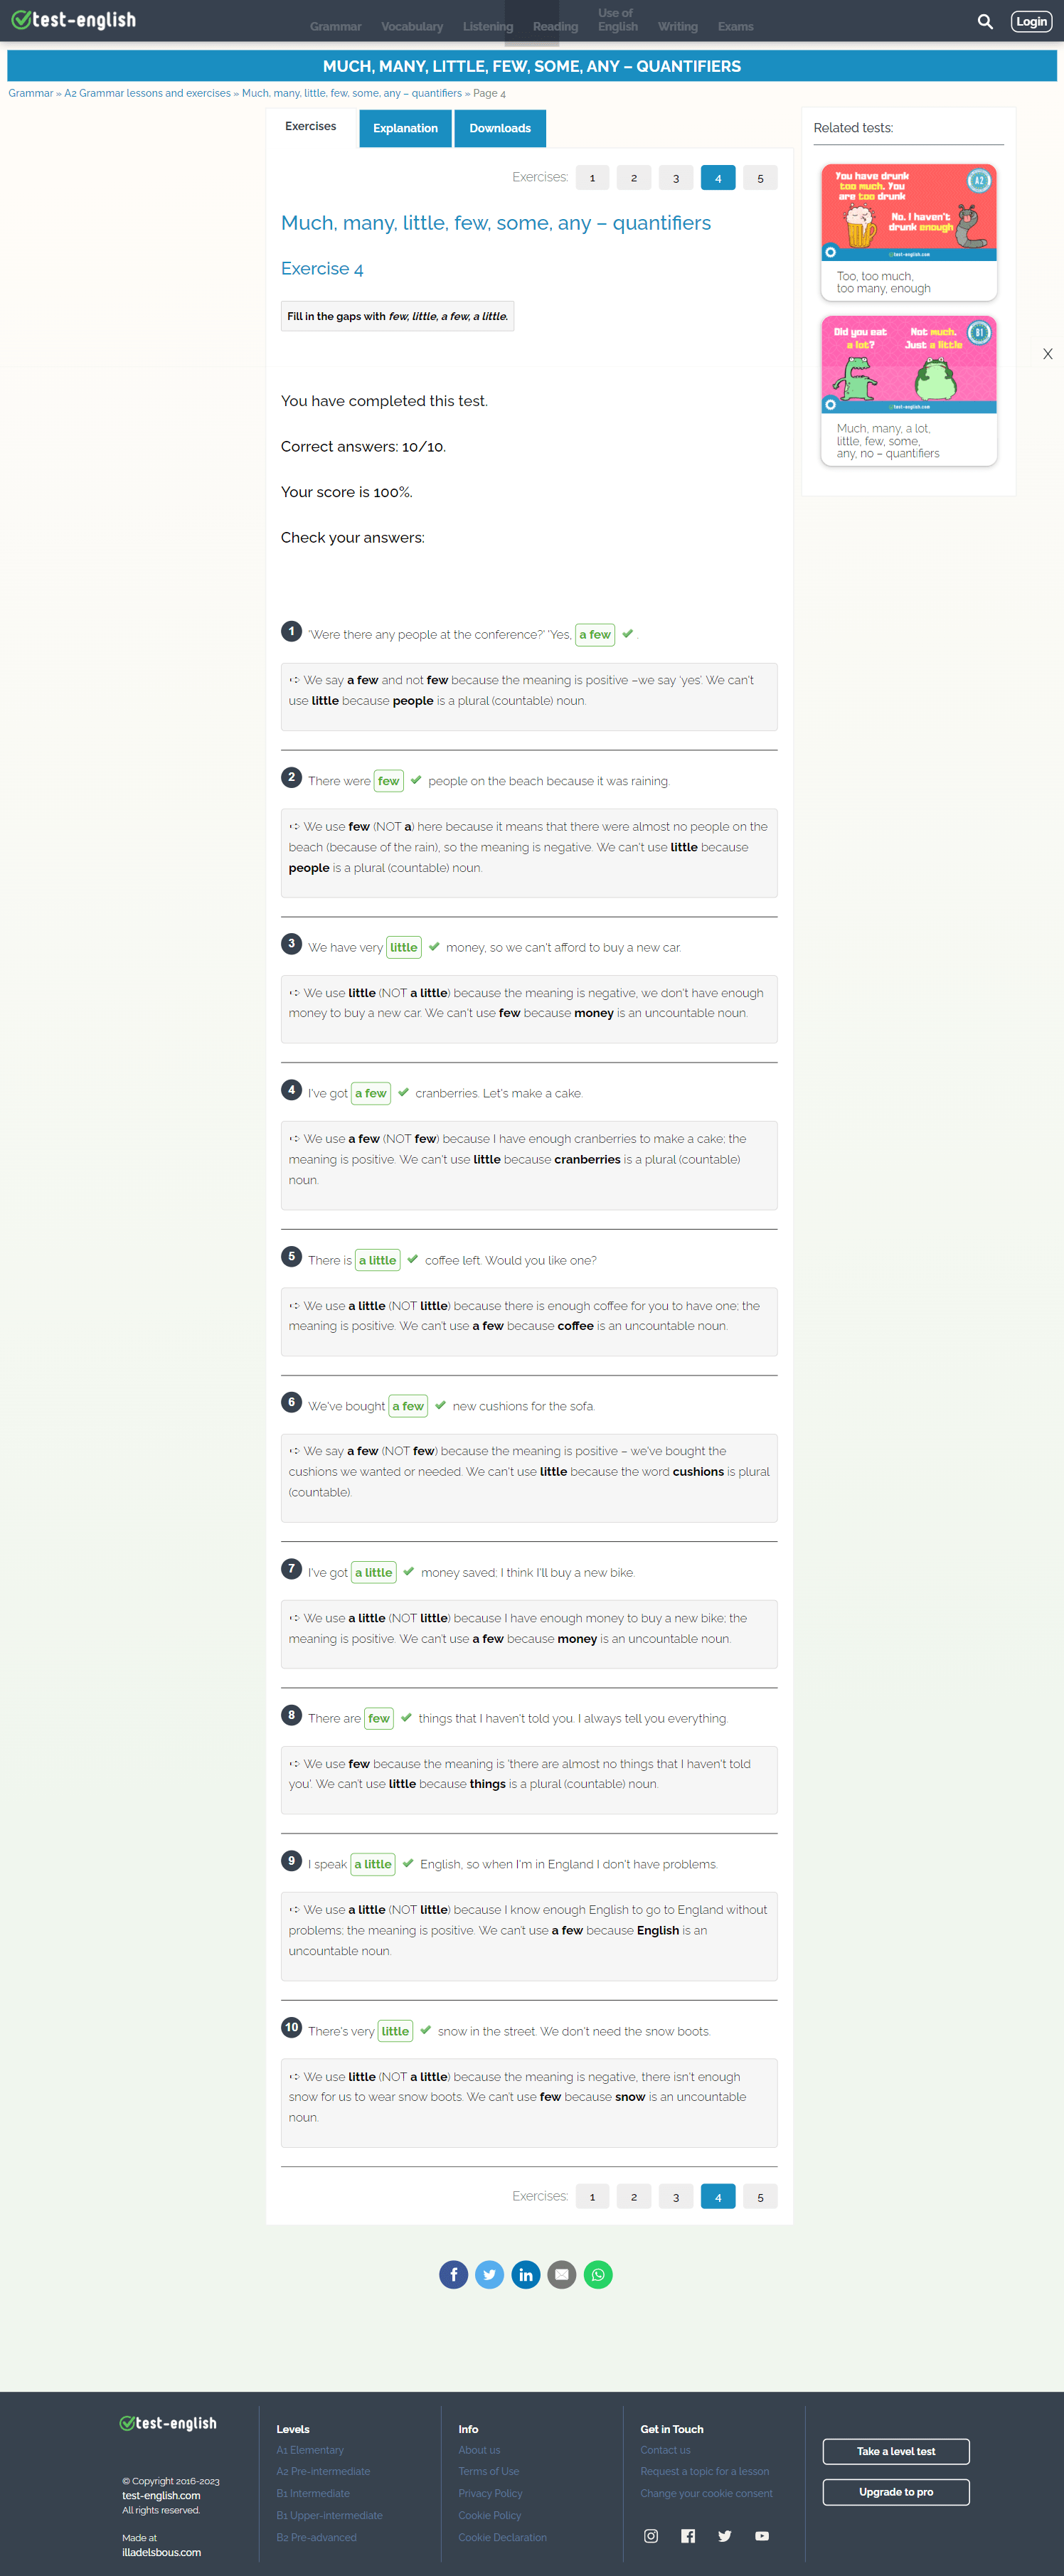 test-english
Grammar Vocabulary Listening Reading Use of English Writing Exams
Login
MUCH, MANY, LITTLE, FEW, SOME, ANY – QUANTIFIERS
Grammar » A2 Grammar lessons and exercises » Much, many, little, few, some, any – quantifiers » Page 4
Exercises Explanation Downloads
Exercises: 1 2 3 4 5
Much, many, little, few, some, any – quantifiers
Exercise 4
Fill in the gaps with few, little, a few, a little.
You have completed this test.
Correct answers: 10/10.
Your score is 100%.
Check your answers:
1 'Were there any people at the conference?' 'Yes, a few .
➪ We say a few and not few because the meaning is positive –we say 'yes'. We can't
use little because people is a plural (countable) noun.
2 There were few people on the beach because it was raining.
➪ We use few (NOT a) here because it means that there were almost no people on the
beach (because of the rain), so the meaning is negative. We can't use little because
people is a plural (countable) noun.
3 We have very little money, so we can't afford to buy a new car.
➪ We use little (NOT a little) because the meaning is negative, we don't have enough
money to buy a new car. We can't use few because money is an uncountable noun.
4 I've got a few cranberries. Let's make a cake.
➪ We use a few (NOT few) because I have enough cranberries to make a cake; the
meaning is positive. We can't use little because cranberries is a plural (countable)
noun.
5 There is a little coffee left. Would you like one?
➪ We use a little (NOT little) because there is enough coffee for you to have one; the
meaning is positive. We can't use a few because coffee is an uncountable noun.
6 We've bought a few new cushions for the sofa.
➪ We say a few (NOT few) because the meaning is positive – we've bought the
cushions we wanted or needed. We can't use little because the word cushions is plural
(countable).
7 I've got a little money saved; I think I'll buy a new bike.
➪ We use a little (NOT little) because I have enough money to buy a new bike; the
meaning is positive. We can't use a few because money is an uncountable noun.
8 There are few things that I haven't told you. I always tell you everything.
➪ We use few because the meaning is 'there are almost no things that I haven't told
you'. We can't use little because things is a plural (countable) noun.
9 I speak a little English, so when I'm in England I don't have problems.
➪ We use a little (NOT little) because I know enough English to go to England without
problems; the meaning is positive. We can't use a few because English is an
uncountable noun.
10 There's very little snow in the street. We don't need the snow boots.
➪ We use little (NOT a little) because the meaning is negative, there isn't enough
snow for us to wear snow boots. We can't use few because snow is an uncountable
noun.
Exercises: 1 2 3 4 5
Related tests:
You have drunk
too much. You
are too drunk
A2
No. I haven't
drunk enough
test-english.com
Too, too much,
too many, enough
Did you eat
a lot?
Not much.
Just a little
B1
test-english.com
Much, many, a lot,
little, few, some,
any, no – quantifiers
X
test-english
© Copyright 2016-2023
test-english.com
All rights reserved.
Made at
illadelsbous.com
Levels
A1 Elementary
A2 Pre-intermediate
B1 Intermediate
B1 Upper-intermediate
B2 Pre-advanced
Info
About us
Terms of Use
Privacy Policy
Cookie Policy
Cookie Declaration
Get in Touch
Contact us
Request a topic for a lesson
Change your cookie consent
Take a level test
Upgrade to pro